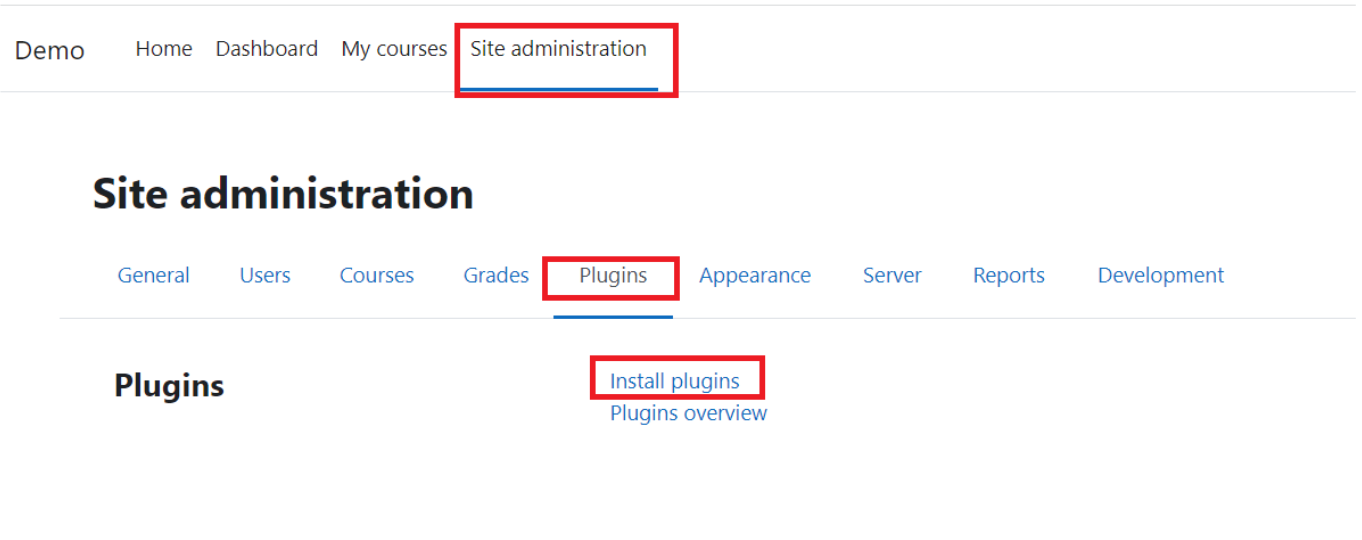 Demo Home Dashboard My courses Site administration
Site administration
General Users Courses Grades Plugins Appearance Server Reports Development
Plugins Install plugins
Plugins overview